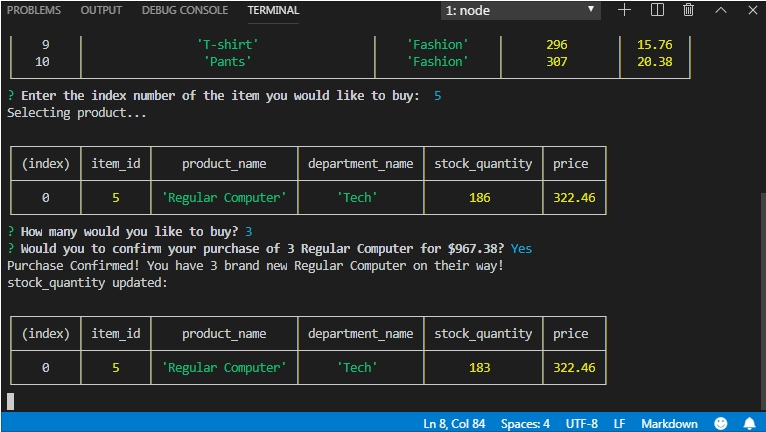 PROBLEMS OUTPUT DEBUG CONSOLE TERMINAL 1: node
9 'T-shirt' 'Fashion' 296 15.76
10 'Pants' 'Fashion' 307 20.38
? Enter the index number of the item you would like to buy: 5
Selecting product...
(index) item_id product_name department_name stock_quantity price
0 5 'Regular Computer' 'Tech' 186 322.46
? How many would you like to buy? 3
? Would you to confirm your purchase of 3 Regular Computer for $967.38? Yes
Purchase Confirmed! You have 3 brand new Regular Computer on their way!
stock_quantity updated:
(index) item_id product_name department_name stock_quantity price
0 5 'Regular Computer' 'Tech' 183 322.46
Ln 8, Col 84 Spaces: 4 UTF-8 LF Markdown